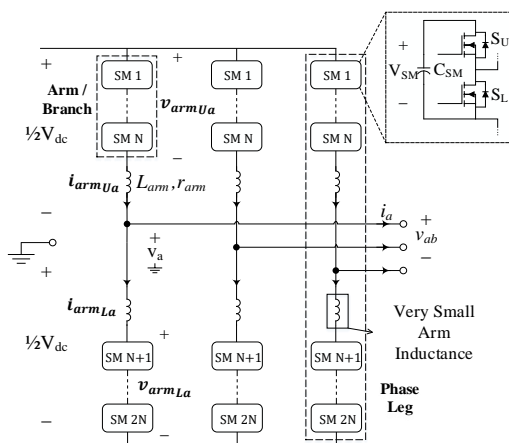 +
+
SM 1
SM 1
SM 1
+
V_SM
C_SM
S_U
S_L
−
Arm /
Branch
v_armUa
½V_dc
SM N
SM N
SM N
−
i_armUa
L_arm, r_arm
i_a
+
v_ab
−
−
+
v_a
+
i_armLa
Very Small
Arm
Inductance
½V_dc
+
SM N+1
SM N+1
SM N+1
v_armLa
Phase
Leg
SM 2N
SM 2N
SM 2N
−
−